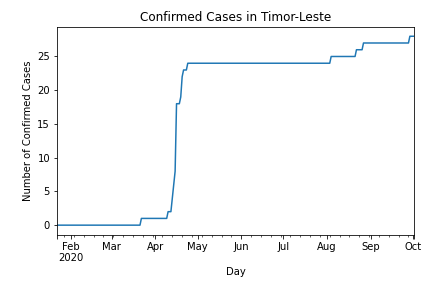 Confirmed Cases in Timor-Leste
Number of Confirmed Cases
25
20
15
10
5
0
Feb Mar Apr May Jun Jul Aug Sep Oct
2020
Day